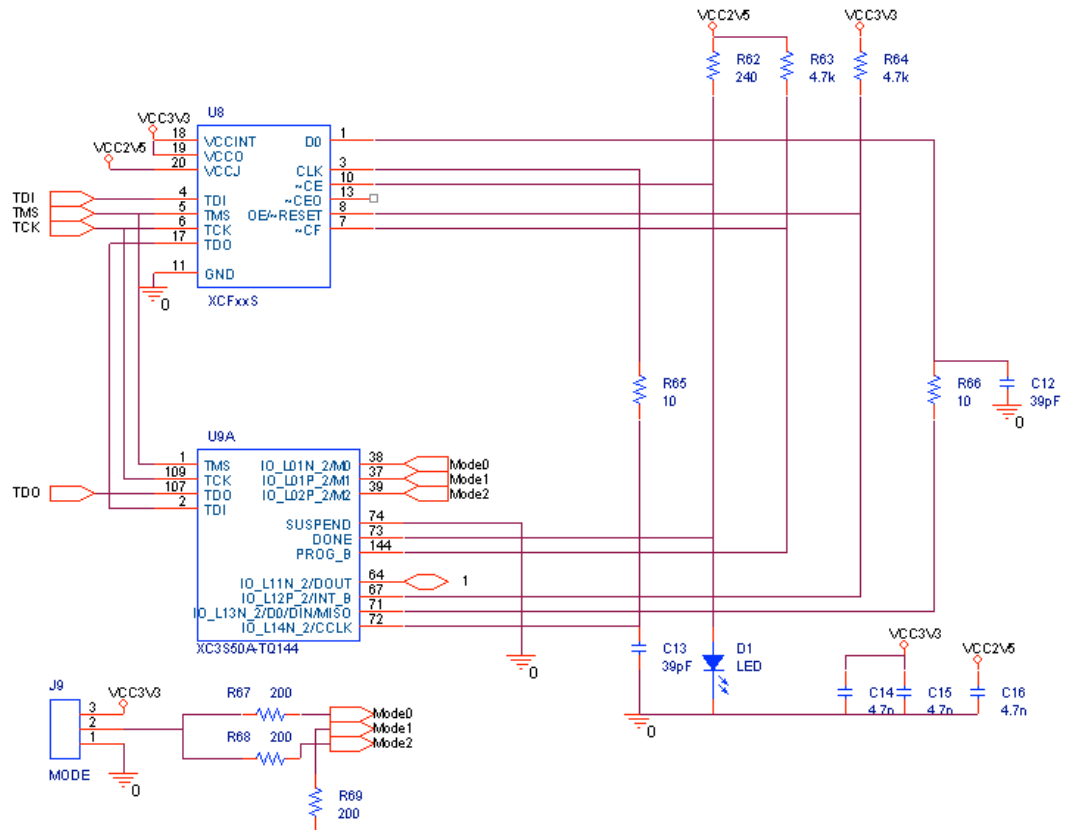 VCC2V5
VCC3V3
R62
240
R63
4.7k
R64
4.7k
U8
VCC3V3
VCC2V5
18
VCCINT
19
VCCO
20
VCCJ
D0
1
CLK
3
~CE
10
~CEO
13
OE/~RESET
8
~CF
7
TDI
4
TDI
TMS
5
TMS
TCK
6
TCK
17
TDO
11
GND
0
XCFxxS
R65
10
R66
10
C12
39pF
0
U9A
1
TMS
109
TCK
TDO
107
TDO
2
TDI
IO_L01N_2/M0
38
Mode0
IO_L01P_2/M1
37
Mode1
IO_L02P_2/M2
39
Mode2
SUSPEND
74
DONE
73
PROG_B
144
IO_L11N_2/DOUT
64
1
IO_L12P_2/INT_B
67
IO_L13N_2/D0/DIN/MISO
71
IO_L14N_2/CCLK
72
XC3S50A-TQ144
0
C13
39pF
D1
LED
0
VCC3V3
VCC2V5
C14
4.7n
C15
4.7n
C16
4.7n
J9
VCC3V3
3
2
1
MODE
0
R67 200
R68 200
Mode0
Mode1
Mode2
R69
200